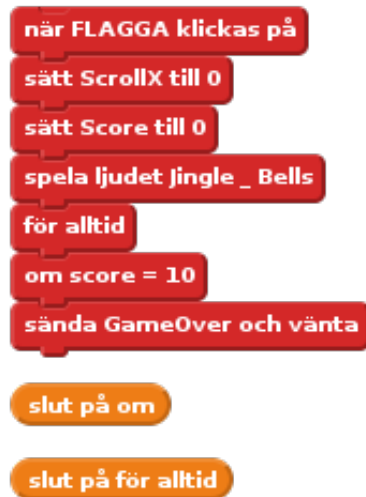 när FLAGGA klickas på
sätt ScrollX till 0
sätt Score till 0
spela ljudet Jingle _ Bells
för alltid
om score = 10
sända GameOver och vänta
slut på om
slut på för alltid